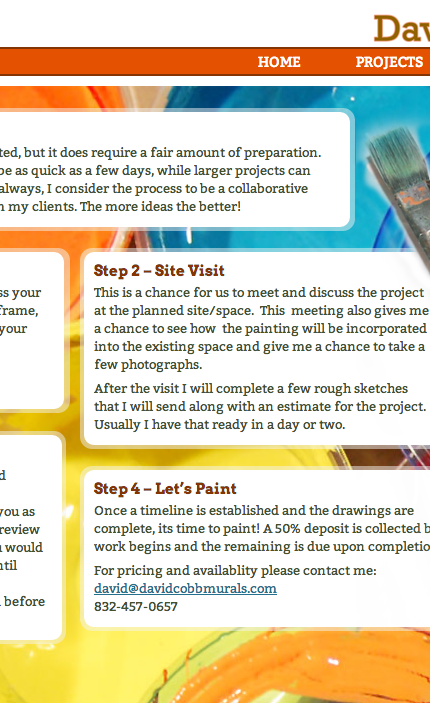 Dav
HOME PROJECTS
ted, but it does require a fair amount of preparation.
be as quick as a few days, while larger projects can
always, I consider the process to be a collaborative
n my clients. The more ideas the better!
ss your
frame,
your
Step 2 – Site Visit
This is a chance for us to meet and discuss the project
at the planned site/space. This meeting also gives me
a chance to see how the painting will be incorporated
into the existing space and give me a chance to take a
few photographs.
After the visit I will complete a few rough sketches
that I will send along with an estimate for the project.
Usually I have that ready in a day or two.
d
you as
review
u would
ntil
before
Step 4 – Let's Paint
Once a timeline is established and the drawings are
complete, its time to paint! A 50% deposit is collected b
work begins and the remaining is due upon completio
For pricing and availablity please contact me:
david@davidcobbmurals.com
832-457-0657